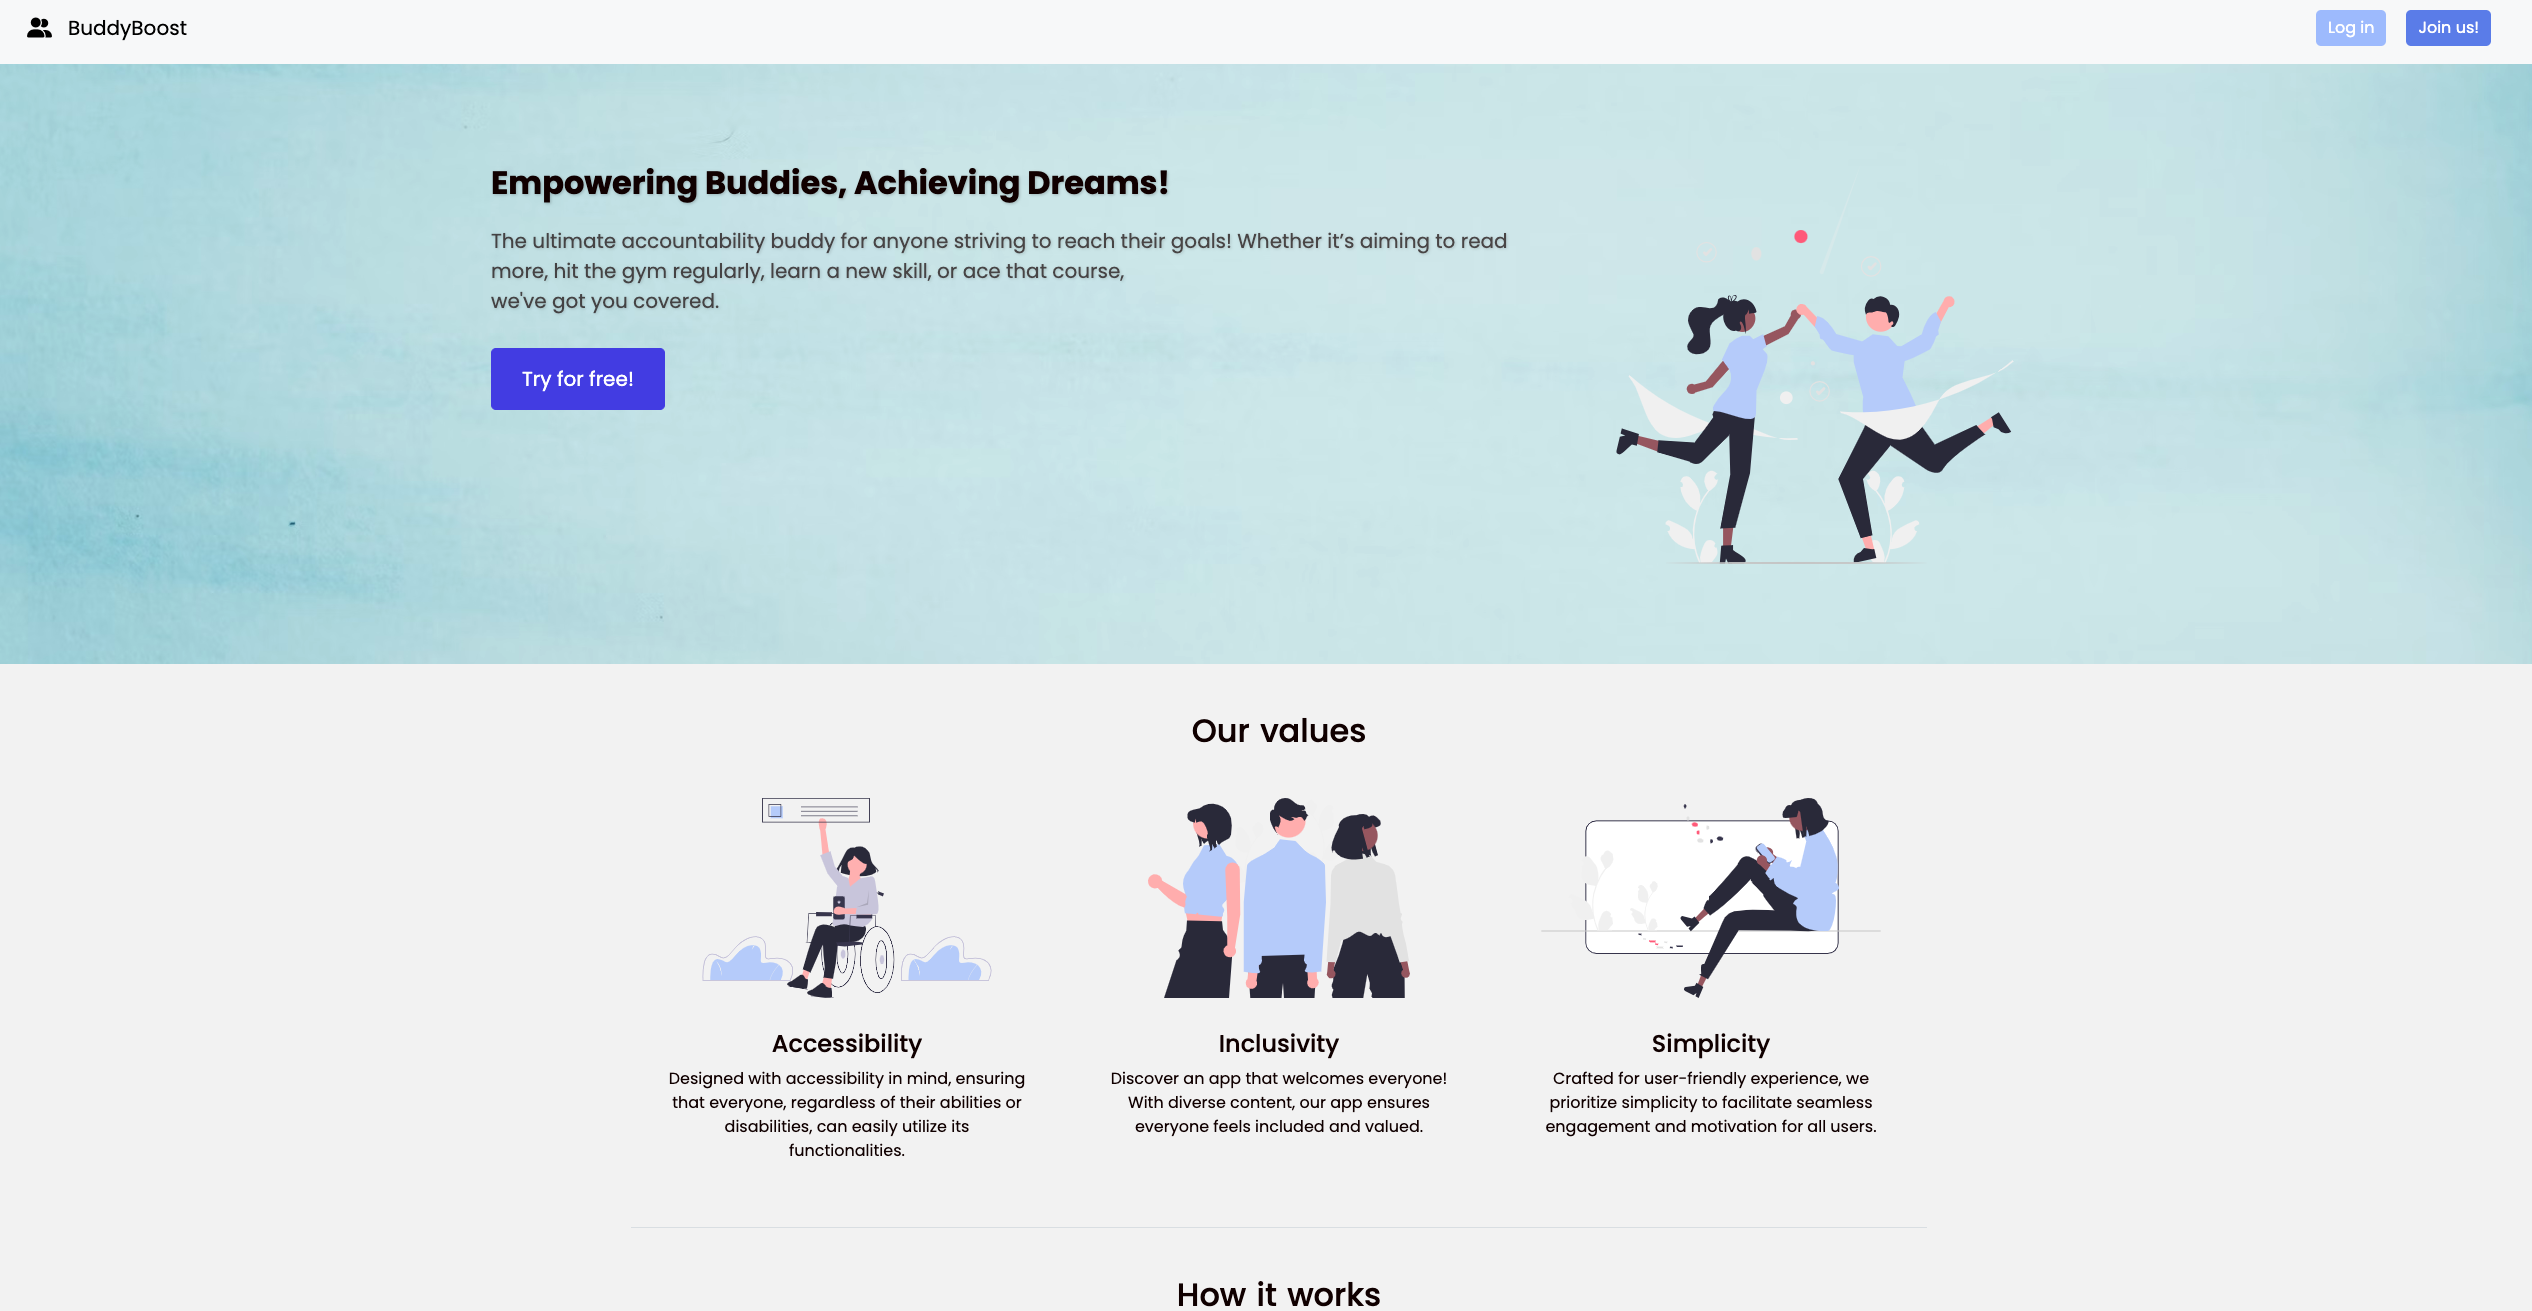 BuddyBoost
Log in
Join us!
Empowering Buddies, Achieving Dreams!
The ultimate accountability buddy for anyone striving to reach their goals! Whether it’s aiming to read
more, hit the gym regularly, learn a new skill, or ace that course,
we've got you covered.
Try for free!
Our values
Accessibility
Designed with accessibility in mind, ensuring
that everyone, regardless of their abilities or
disabilities, can easily utilize its
functionalities.
Inclusivity
Discover an app that welcomes everyone!
With diverse content, our app ensures
everyone feels included and valued.
Simplicity
Crafted for user-friendly experience, we
prioritize simplicity to facilitate seamless
engagement and motivation for all users.
How it works